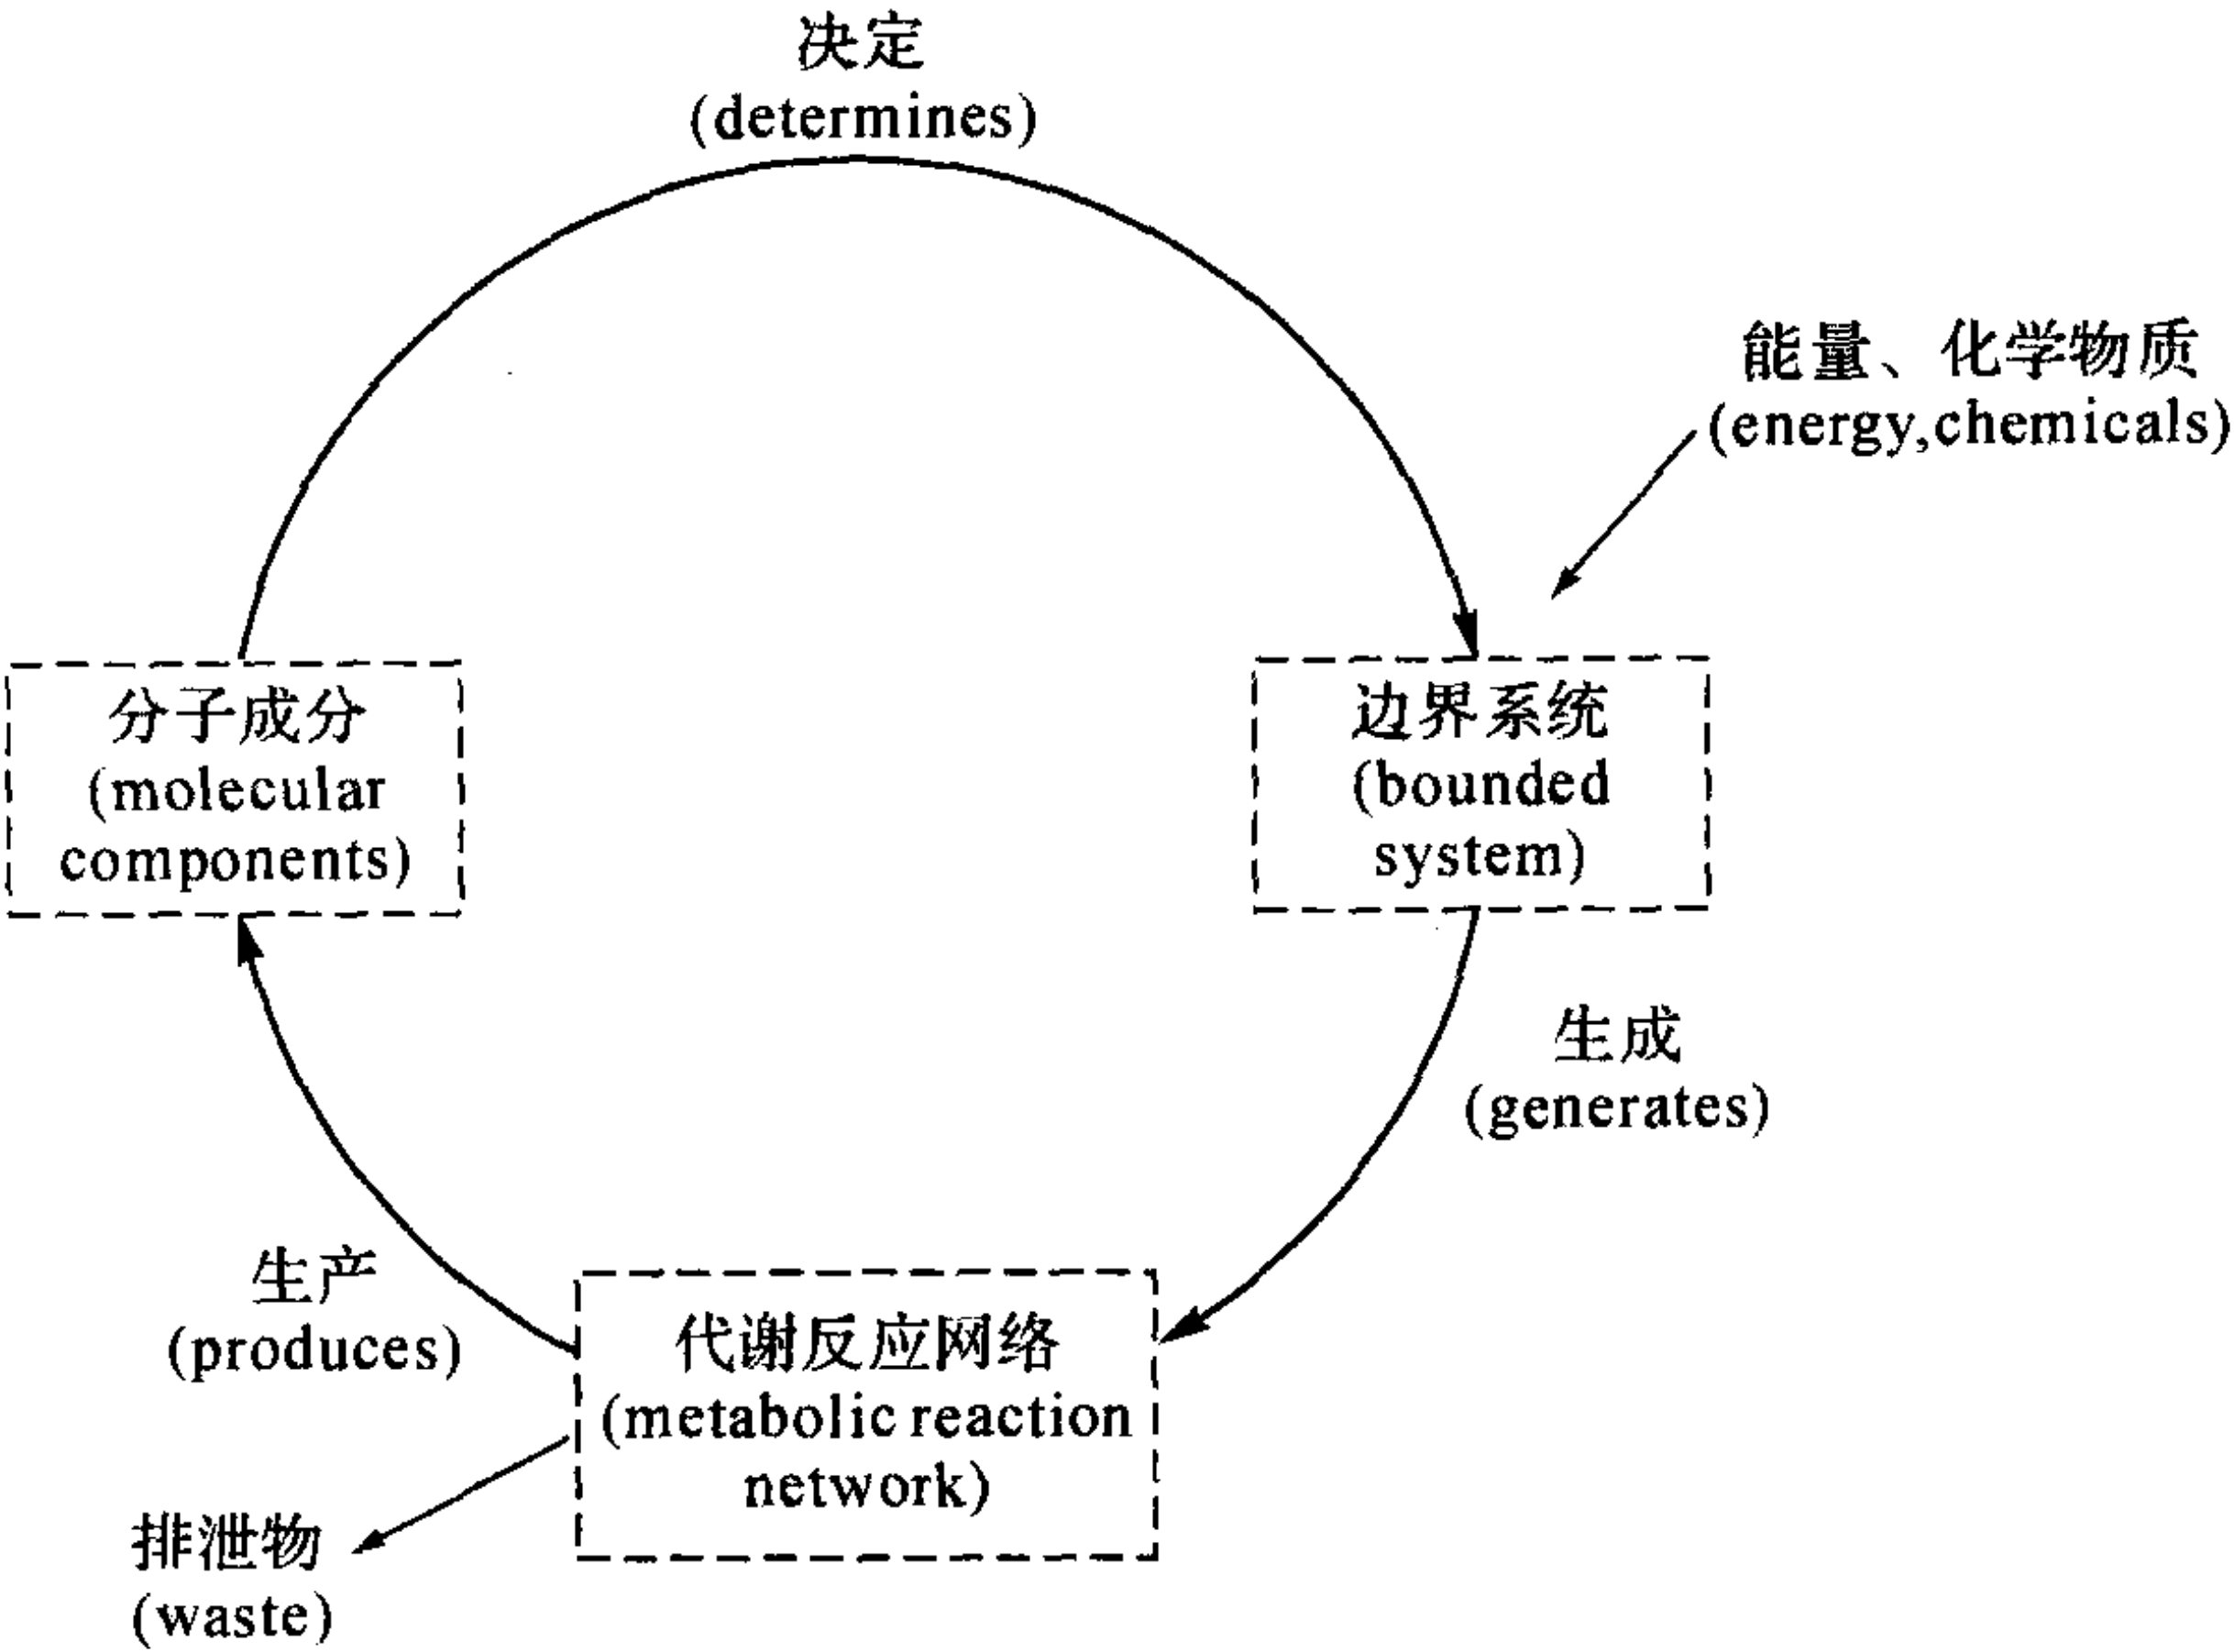 决定
(determines)
能量、化学物质
(energy,chemicals)
分子成分
(molecular
components)
边界系统
(bounded
system)
生成
(generates)
生产
(produces)
代谢反应网络
(metabolic reaction
network)
排泄物
(waste)